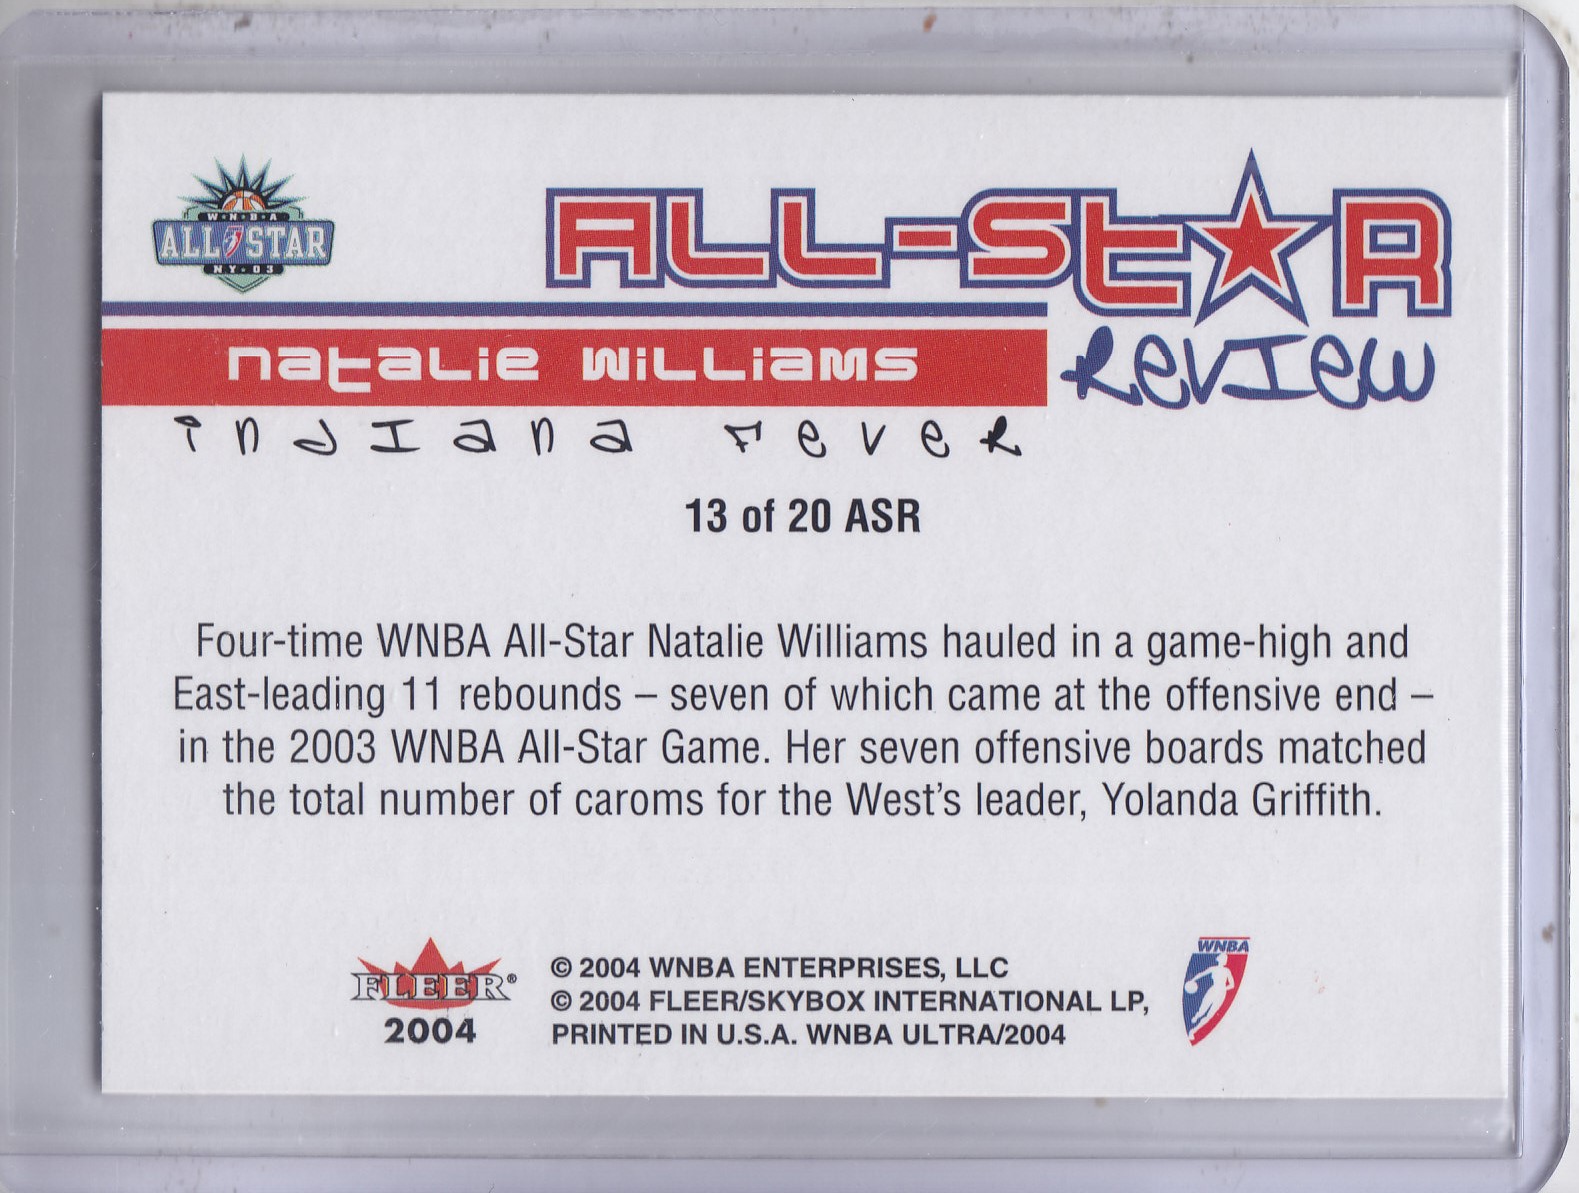 W·N·B·A
ALL STAR
NY·03
ALL-STAR
REVIEW
NATALIE WILLIAMS
INDIANA FEVER
13 of 20 ASR
Four-time WNBA All-Star Natalie Williams hauled in a game-high and
East-leading 11 rebounds – seven of which came at the offensive end –
in the 2003 WNBA All-Star Game. Her seven offensive boards matched
the total number of caroms for the West's leader, Yolanda Griffith.
FLEER®
2004
© 2004 WNBA ENTERPRISES, LLC
© 2004 FLEER/SKYBOX INTERNATIONAL LP,
PRINTED IN U.S.A. WNBA ULTRA/2004
WNBA